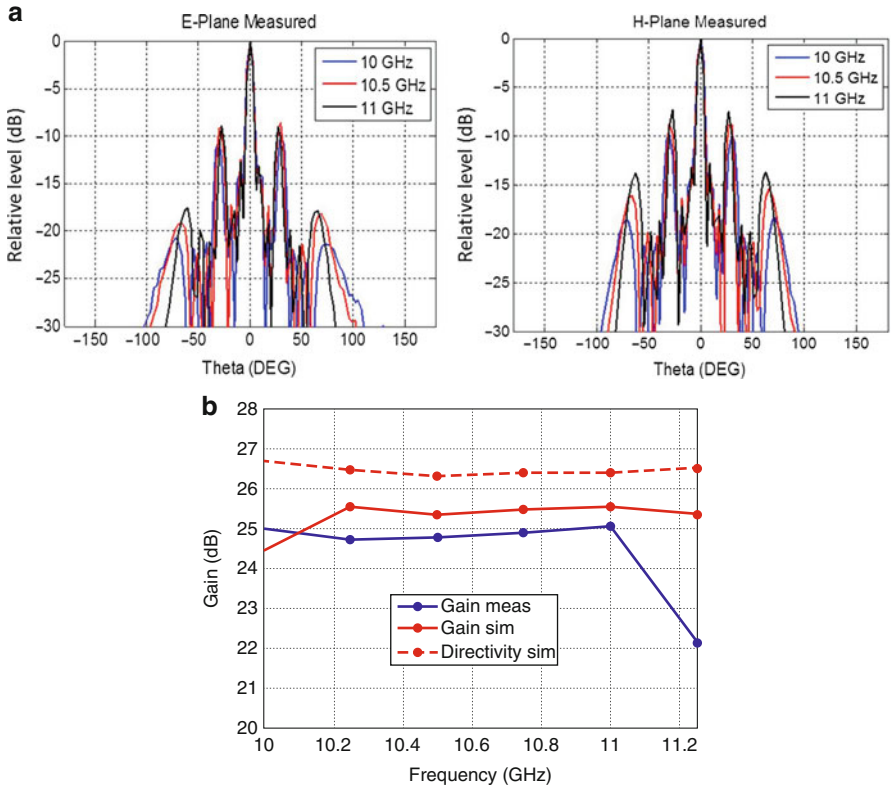 a
E-Plane Measured
0
−5
−10
−15
−20
−25
−30
Relative level (dB)
−150 −100 −50 0 50 100 150
Theta (DEG)
10 GHz
10.5 GHz
11 GHz
H-Plane Measured
0
−5
−10
−15
−20
−25
−30
Relative level (dB)
−150 −100 −50 0 50 100 150
Theta (DEG)
10 GHz
10.5 GHz
11 GHz
b
28
27
26
25
24
23
22
21
20
Gain (dB)
Gain meas
Gain sim
Directivity sim
10 10.2 10.4 10.6 10.8 11 11.2
Frequency (GHz)